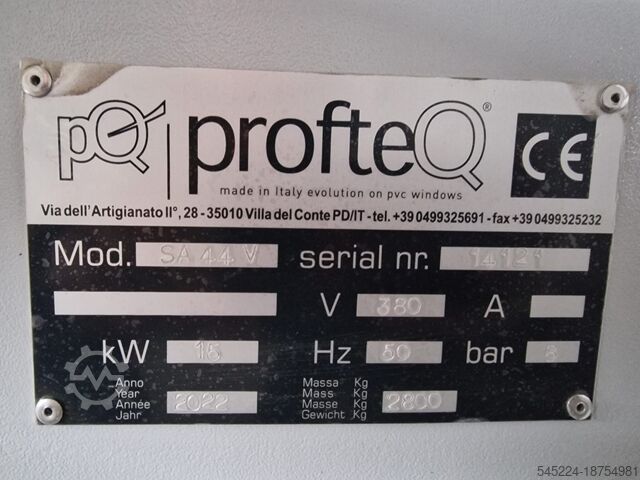 pQ profteQ® CE
made in Italy evolution on pvc windows
Via dell'Artigianato II°, 28 - 35010 Villa del Conte PD/IT - tel. +39 0499325691 - fax +39 0499325232
Mod. SA 44 V serial nr. 14121
V 380 A
kW 15 Hz 50 bar 8
Anno Massa Kg
Year Mass Kg
Année Masse Kg
Jahr Gewicht Kg
2022 2800
545224-18754981